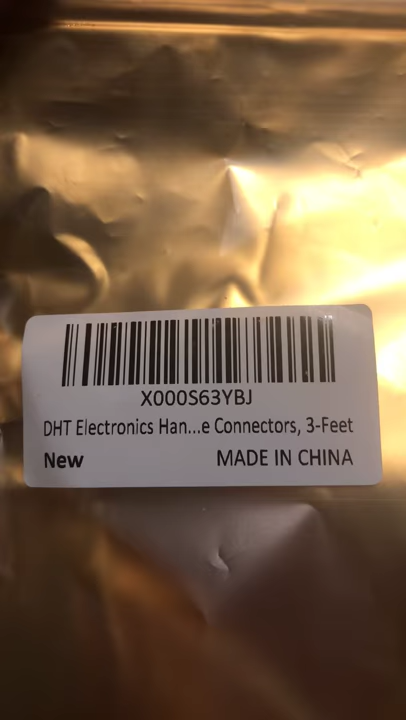 X000S63YBJ
DHT Electronics Han...e Connectors, 3-Feet
New MADE IN CHINA